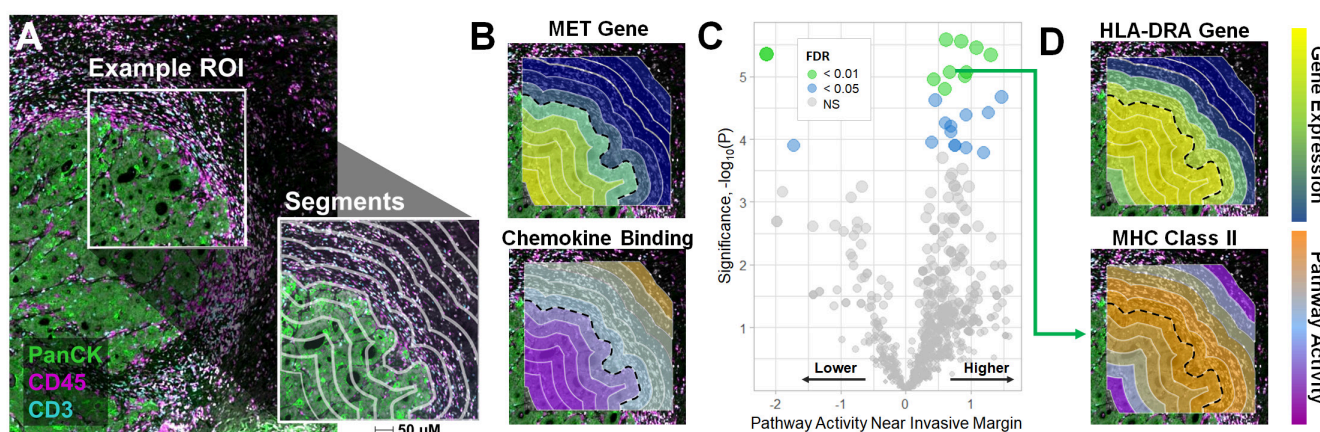 A
Example ROI
Segments
PanCK
CD45
CD3
50 µM
B
MET Gene
Chemokine Binding
C
FDR
< 0.01
< 0.05
NS
5
4
3
2
1
Significance, -log10(P)
Lower
Higher
-2
-1
0
1
Pathway Activity Near Invasive Margin
D
HLA-DRA Gene
MHC Class II
Gene Expression
Pathway Activity